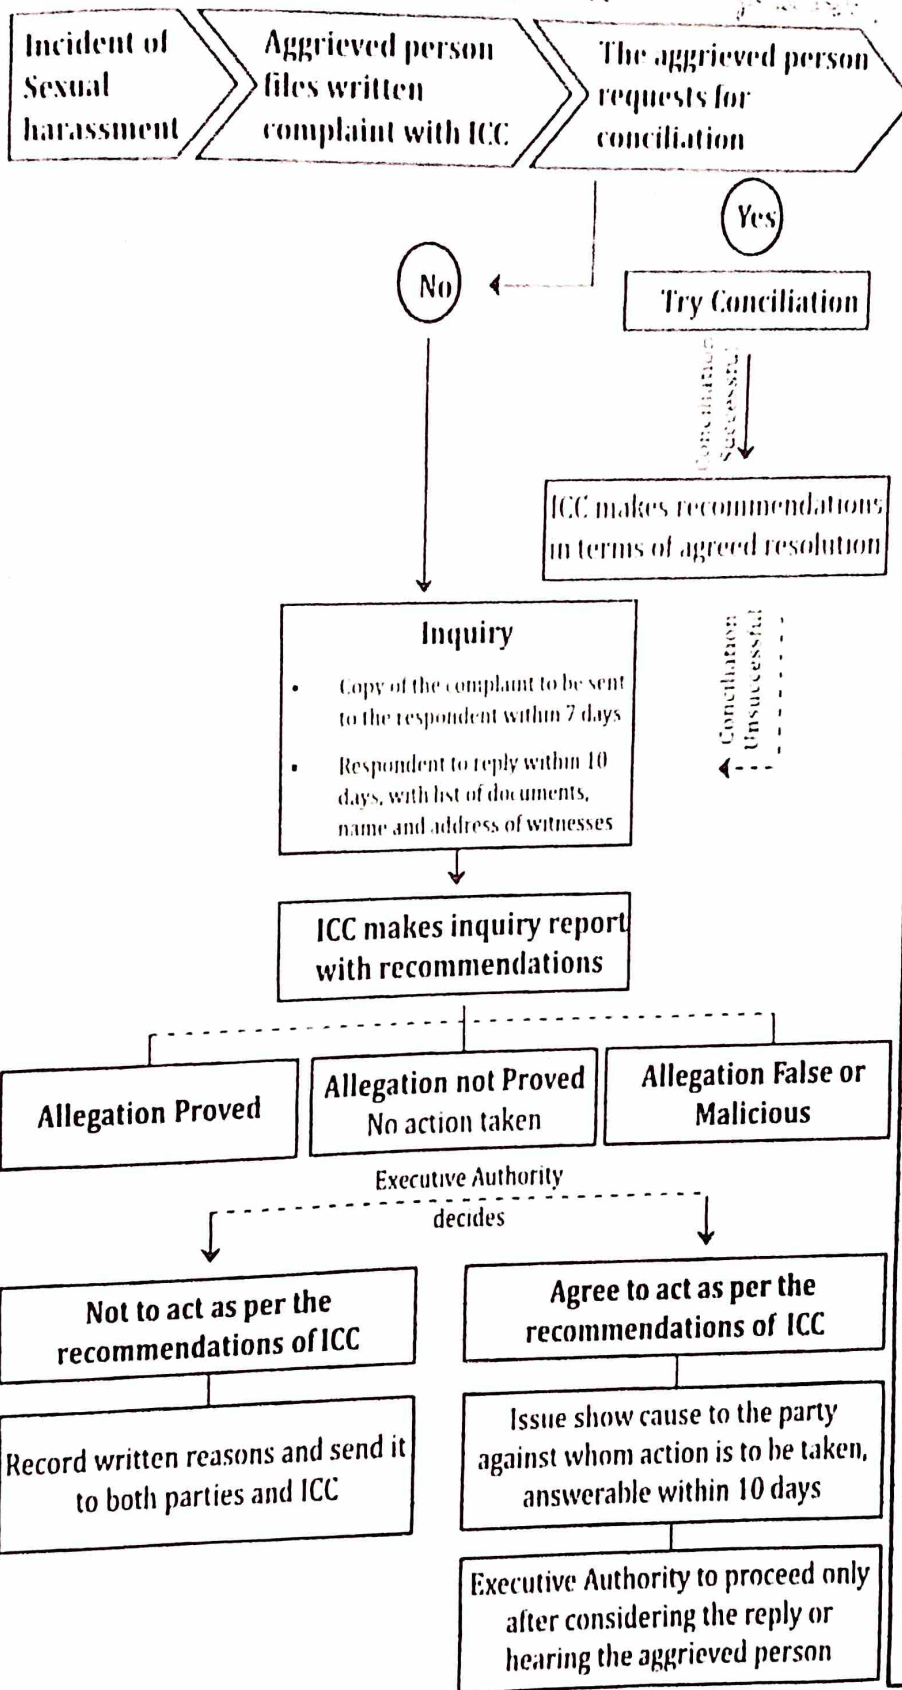 Incident of
Sexual
harassment
Aggrieved person
files written
complaint with ICC
The aggrieved person
requests for
conciliation
Yes
No
Try Conciliation
Conciliation
Successful
ICC makes recommendations
in terms of agreed resolution
Inquiry
• Copy of the complaint to be sent
to the respondent within 7 days
• Respondent to reply within 10
days, with list of documents,
name and address of witnesses
Conciliation
Unsuccessful
ICC makes inquiry report
with recommendations
Allegation Proved
Allegation not Proved
No action taken
Allegation False or
Malicious
Executive Authority
decides
Not to act as per the
recommendations of ICC
Agree to act as per the
recommendations of ICC
Record written reasons and send it
to both parties and ICC
Issue show cause to the party
against whom action is to be taken,
answerable within 10 days
Executive Authority to proceed only
after considering the reply or
hearing the aggrieved person